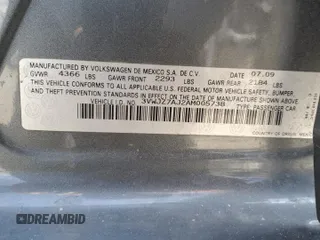 MFD BY VOLKSWAGEN DE MEXICO S.A. DE C.V. DATE 07.09
GVWR 4366 LBS GAWR FRONT 2293 LBS GAWR REAR 2184 LBS
THIS VEHICLE CONFORMS TO ALL APPLICABLE
FEDERAL MOTOR VEHICLE SAFETY, BUMPER
AND THEFT PREVENTION STANDARDS IN EFFECT ON THE DATE OF MANUFACTURE SHOWN ABOVE.
VEHICLE I.D. NO.: 3VWJZ7AJ2AM005738 TYPE: PASSENGER CAR
DREAMBID